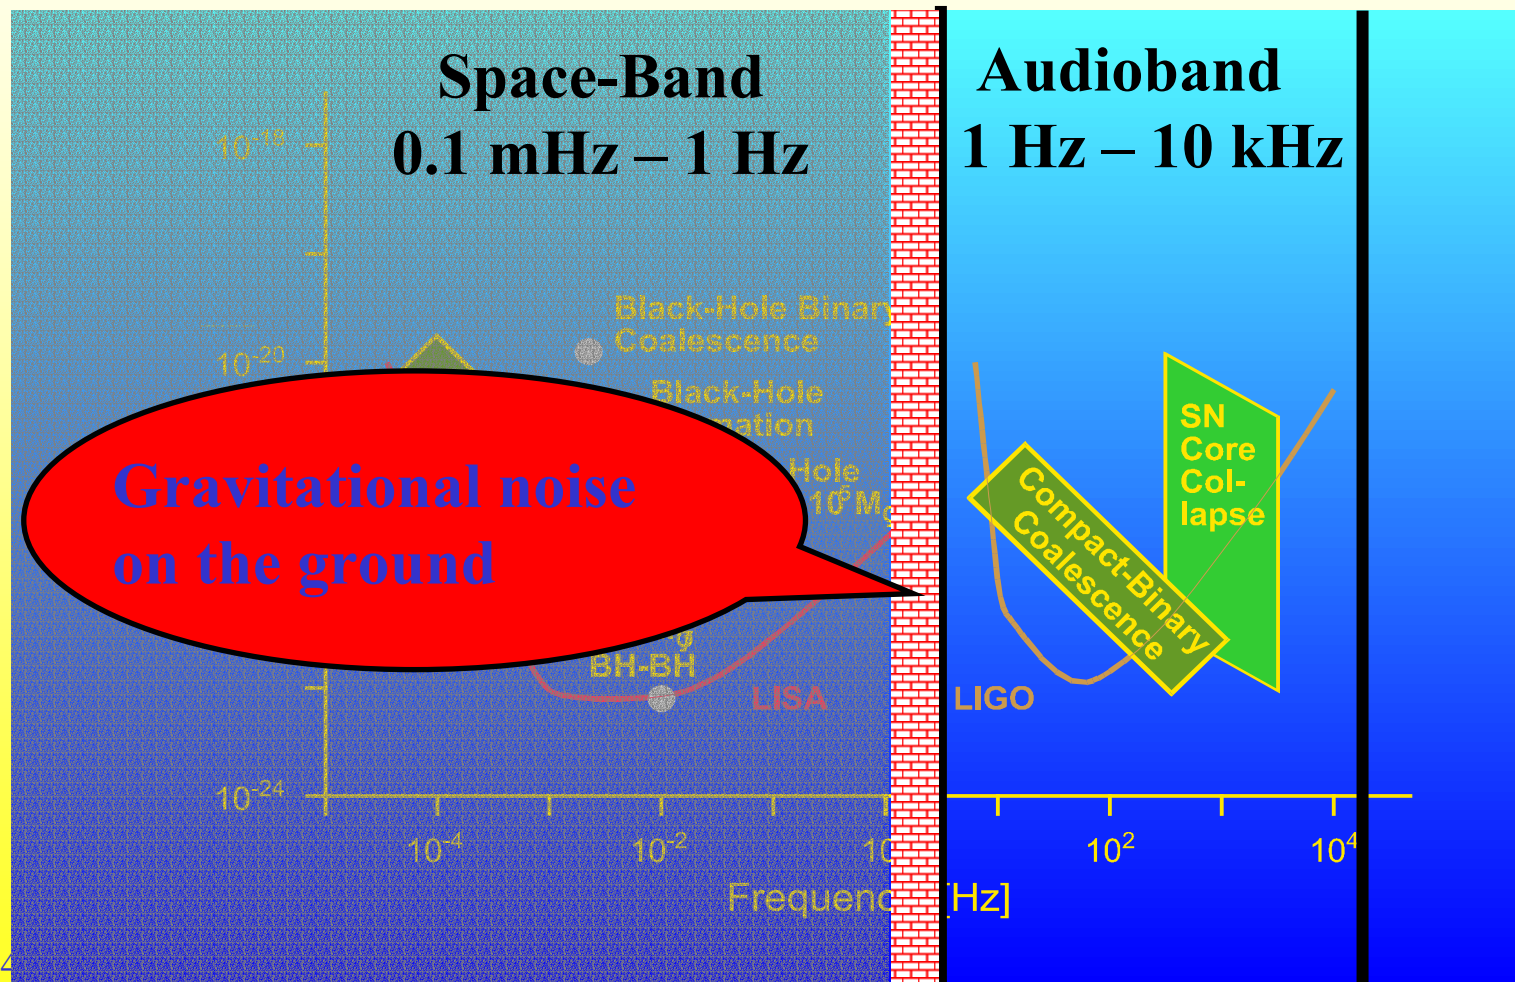 Space-Band
0.1 mHz – 1 Hz
Audioband
1 Hz – 10 kHz
10-18
10-20
10-24
Black-Hole Binary
Coalescence
Black-Hole
Hole
Gravitational noise
on the ground
BH-BH
LISA
LIGO
SN
Core
Col-
lapse
Compact-Binary
Coalescence
10-4
10-2
10
102
104
[Hz]